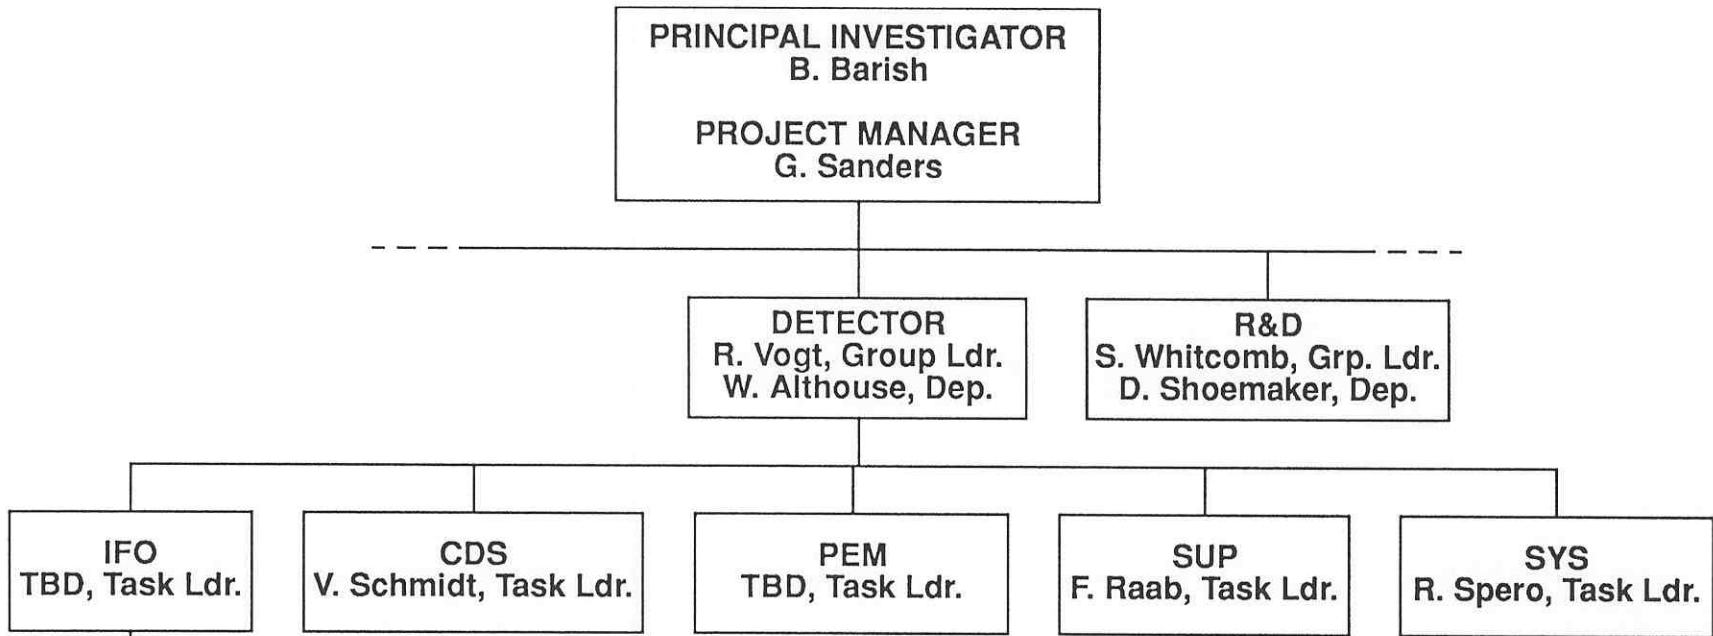 PRINCIPAL INVESTIGATOR
B. Barish
PROJECT MANAGER
G. Sanders
DETECTOR
R. Vogt, Group Ldr.
W. Althouse, Dep.
R&D
S. Whitcomb, Grp. Ldr.
D. Shoemaker, Dep.
IFO
TBD, Task Ldr.
CDS
V. Schmidt, Task Ldr.
PEM
TBD, Task Ldr.
SUP
F. Raab, Task Ldr.
SYS
R. Spero, Task Ldr.